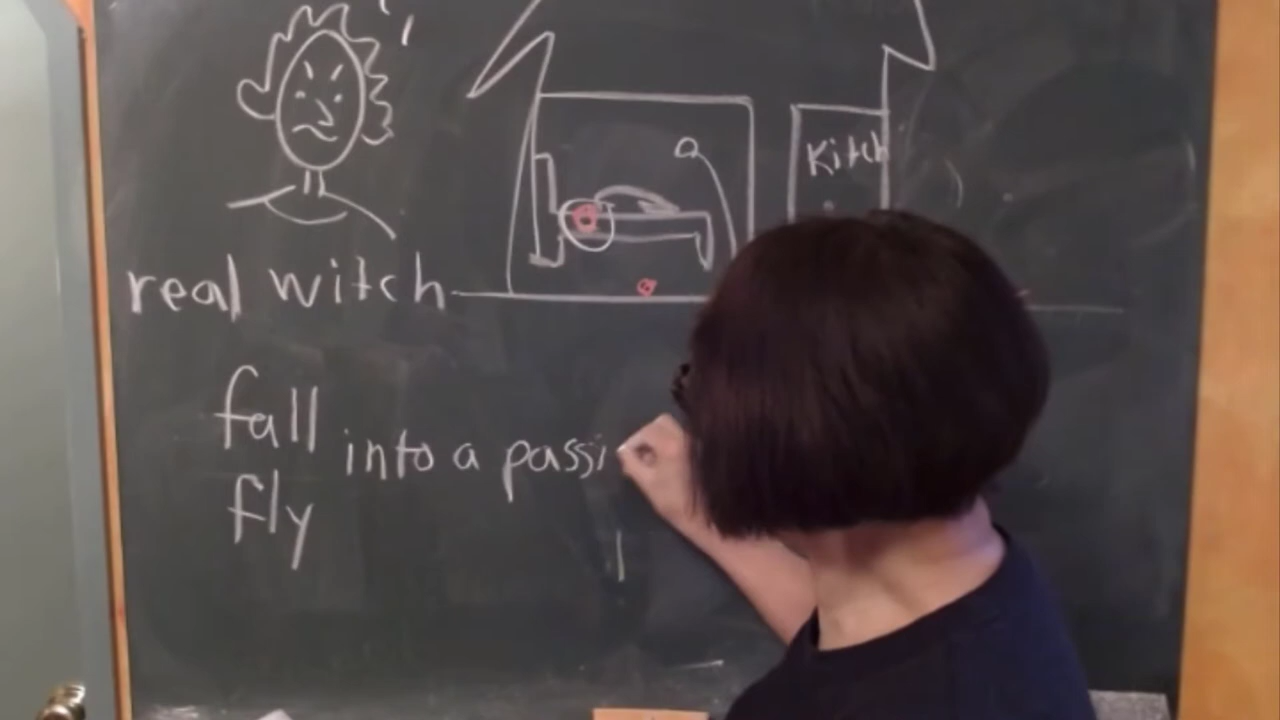 Kitch
real witch
fall
into a passi
fly